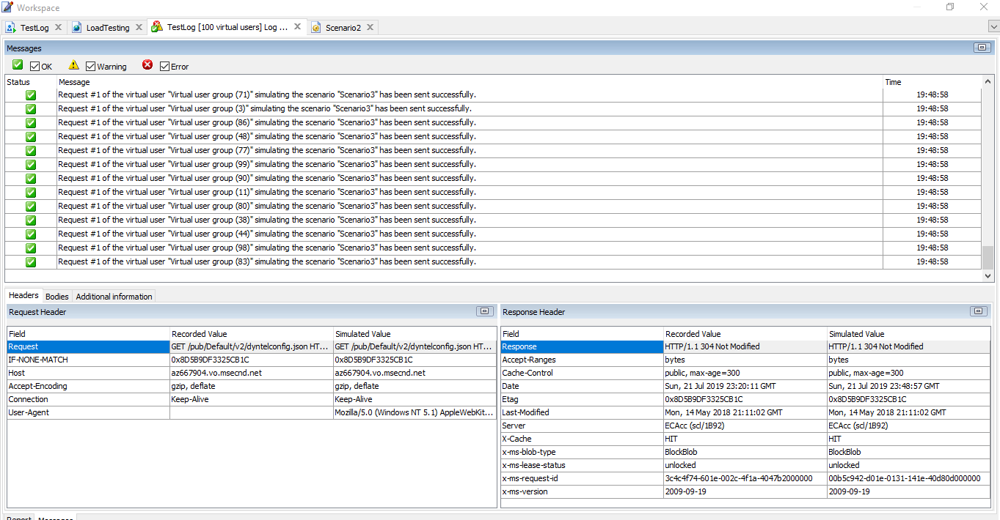 Workspace
TestLog LoadTesting TestLog [100 virtual users] Log ... Scenario2
Messages
OK Warning Error
Status Message Time
Request #1 of the virtual user "Virtual user group (71)" simulating the scenario "Scenario3" has been sent successfully. 19:48:58
Request #1 of the virtual user "Virtual user group (3)" simulating the scenario "Scenario3" has been sent successfully. 19:48:58
Request #1 of the virtual user "Virtual user group (86)" simulating the scenario "Scenario3" has been sent successfully. 19:48:58
Request #1 of the virtual user "Virtual user group (48)" simulating the scenario "Scenario3" has been sent successfully. 19:48:58
Request #1 of the virtual user "Virtual user group (77)" simulating the scenario "Scenario3" has been sent successfully. 19:48:58
Request #1 of the virtual user "Virtual user group (99)" simulating the scenario "Scenario3" has been sent successfully. 19:48:58
Request #1 of the virtual user "Virtual user group (90)" simulating the scenario "Scenario3" has been sent successfully. 19:48:58
Request #1 of the virtual user "Virtual user group (11)" simulating the scenario "Scenario3" has been sent successfully. 19:48:58
Request #1 of the virtual user "Virtual user group (80)" simulating the scenario "Scenario3" has been sent successfully. 19:48:58
Request #1 of the virtual user "Virtual user group (38)" simulating the scenario "Scenario3" has been sent successfully. 19:48:58
Request #1 of the virtual user "Virtual user group (44)" simulating the scenario "Scenario3" has been sent successfully. 19:48:58
Request #1 of the virtual user "Virtual user group (98)" simulating the scenario "Scenario3" has been sent successfully. 19:48:58
Request #1 of the virtual user "Virtual user group (83)" simulating the scenario "Scenario3" has been sent successfully. 19:48:58
Headers Bodies Additional information
Request Header
Field Recorded Value Simulated Value
Request GET /pub/Default/v2/dyntelconfig.json HT... GET /pub/Default/v2/dyntelconfig.json HT...
IF-NONE-MATCH 0x8D5B9DF3325CB1C 0x8D5B9DF3325CB1C
Host az667904.vo.msecnd.net az667904.vo.msecnd.net
Accept-Encoding gzip, deflate gzip, deflate
Connection Keep-Alive Keep-Alive
User-Agent Mozilla/5.0 (Windows NT 5.1) AppleWebKit...
Response Header
Field Recorded Value Simulated Value
Response HTTP/1.1 304 Not Modified HTTP/1.1 304 Not Modified
Accept-Ranges bytes bytes
Cache-Control public, max-age=300 public, max-age=300
Date Sun, 21 Jul 2019 23:20:11 GMT Sun, 21 Jul 2019 23:48:57 GMT
Etag 0x8D5B9DF3325CB1C 0x8D5B9DF3325CB1C
Last-Modified Mon, 14 May 2018 21:11:02 GMT Mon, 14 May 2018 21:11:02 GMT
Server ECAcc (scl/1B92) ECAcc (scl/1B92)
X-Cache HIT HIT
x-ms-blob-type BlockBlob BlockBlob
x-ms-lease-status unlocked unlocked
x-ms-request-id 3c4c4f74-601e-002c-4f1a-4047b2000000 00b5c942-d01e-0131-141e-40d80d000000
x-ms-version 2009-09-19 2009-09-19
Report Messages